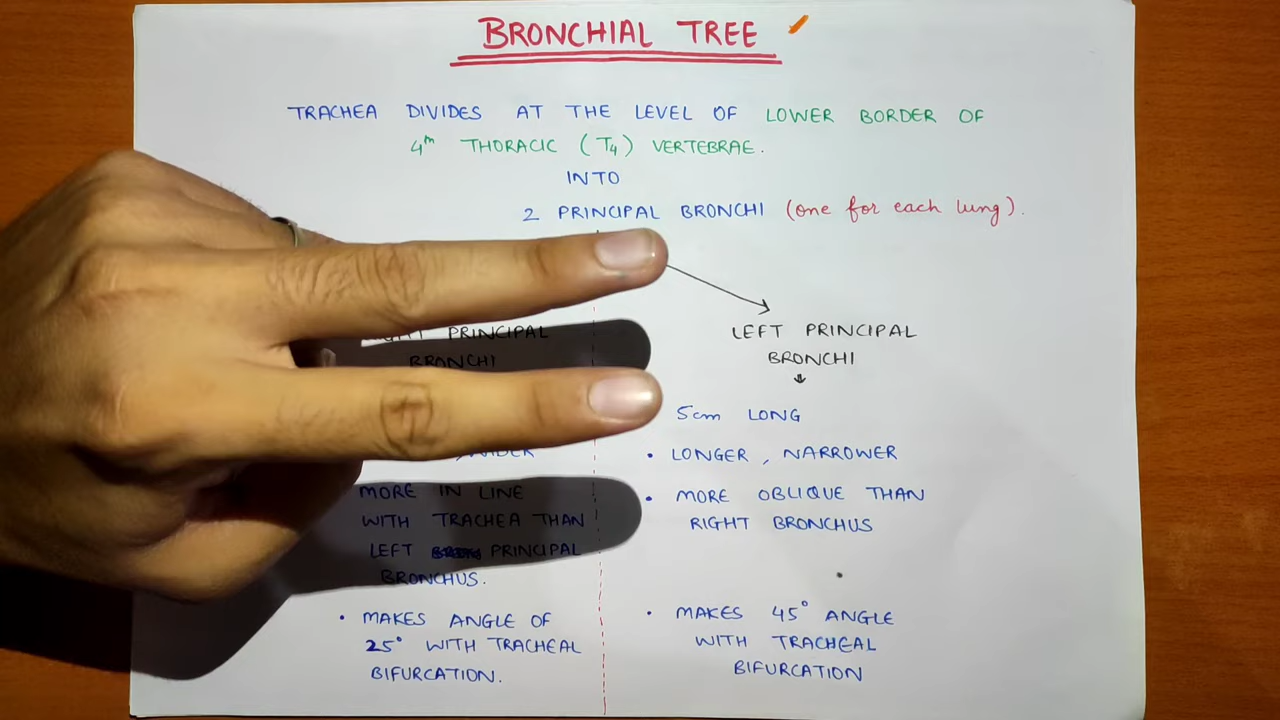 BRONCHIAL TREE
TRACHEA DIVIDES AT THE LEVEL OF LOWER BORDER OF
4th THORACIC (T4) VERTEBRAE.
INTO
2 PRINCIPAL BRONCHI (one for each lung).
PRINCIPAL
BRONCHI
MORE IN LINE
WITH TRACHEA THAN
LEFT PRINCIPAL
BRONCHUS.
• MAKES ANGLE OF
25° WITH TRACHEAL
BIFURCATION.
LEFT PRINCIPAL
BRONCHI
5cm LONG
• LONGER, NARROWER
• MORE OBLIQUE THAN
RIGHT BRONCHUS
• MAKES 45° ANGLE
WITH TRACHEAL
BIFURCATION